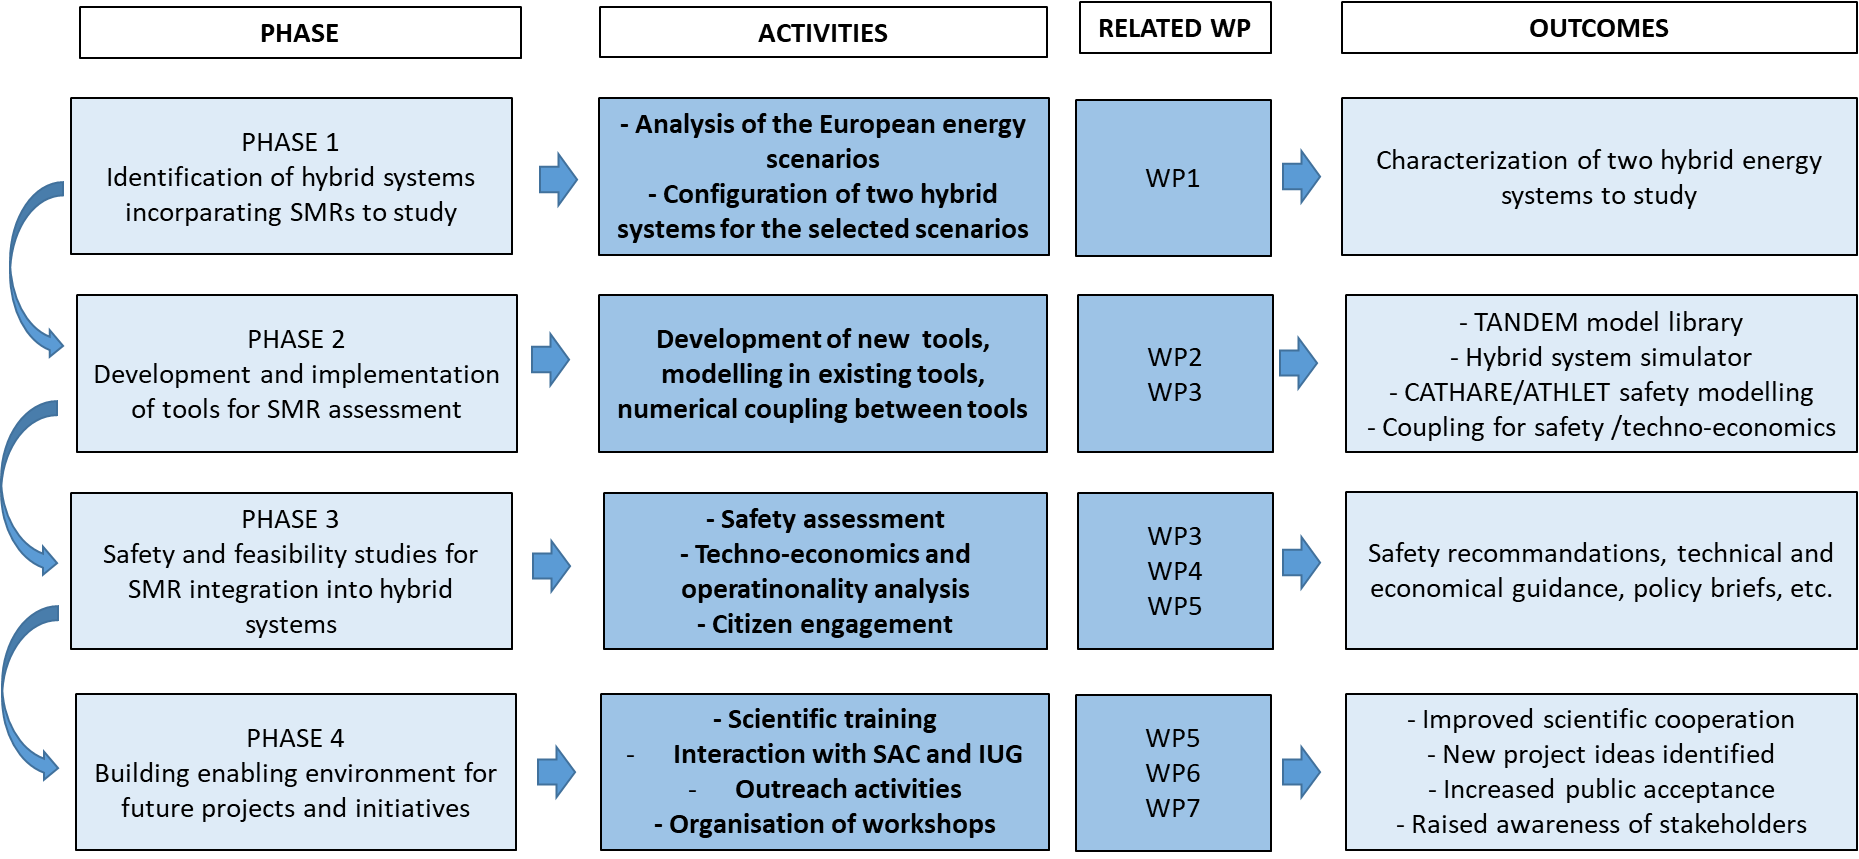 PHASE
ACTIVITIES
RELATED WP
OUTCOMES
PHASE 1
Identification of hybrid systems
incorparating SMRs to study
- Analysis of the European energy
scenarios
- Configuration of two hybrid
systems for the selected scenarios
WP1
Characterization of two hybrid energy
systems to study
PHASE 2
Development and implementation
of tools for SMR assessment
Development of new tools,
modelling in existing tools,
numerical coupling between tools
WP2
WP3
- TANDEM model library
- Hybrid system simulator
- CATHARE/ATHLET safety modelling
- Coupling for safety /techno-economics
PHASE 3
Safety and feasibility studies for
SMR integration into hybrid
systems
- Safety assessment
- Techno-economics and
operatinonality analysis
- Citizen engagement
WP3
WP4
WP5
Safety recommandations, technical and
economical guidance, policy briefs, etc.
PHASE 4
Building enabling environment for
future projects and initiatives
- Scientific training
- Interaction with SAC and IUG
- Outreach activities
- Organisation of workshops
WP5
WP6
WP7
- Improved scientific cooperation
- New project ideas identified
- Increased public acceptance
- Raised awareness of stakeholders